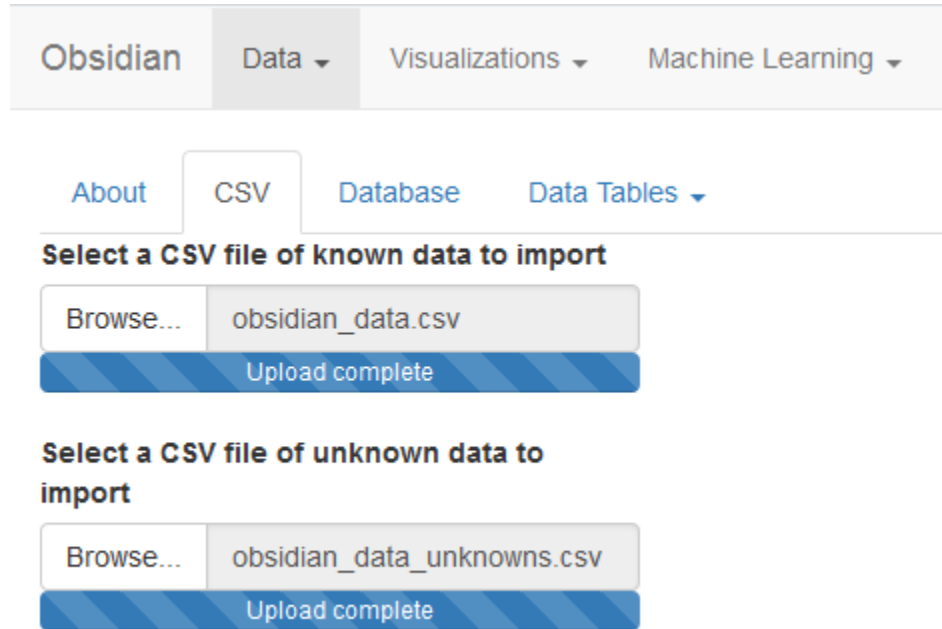 Obsidian Data Visualizations Machine Learning
About CSV Database Data Tables
Select a CSV file of known data to import
Browse... obsidian_data.csv
Upload complete
Select a CSV file of unknown data to
import
Browse... obsidian_data_unknowns.csv
Upload complete